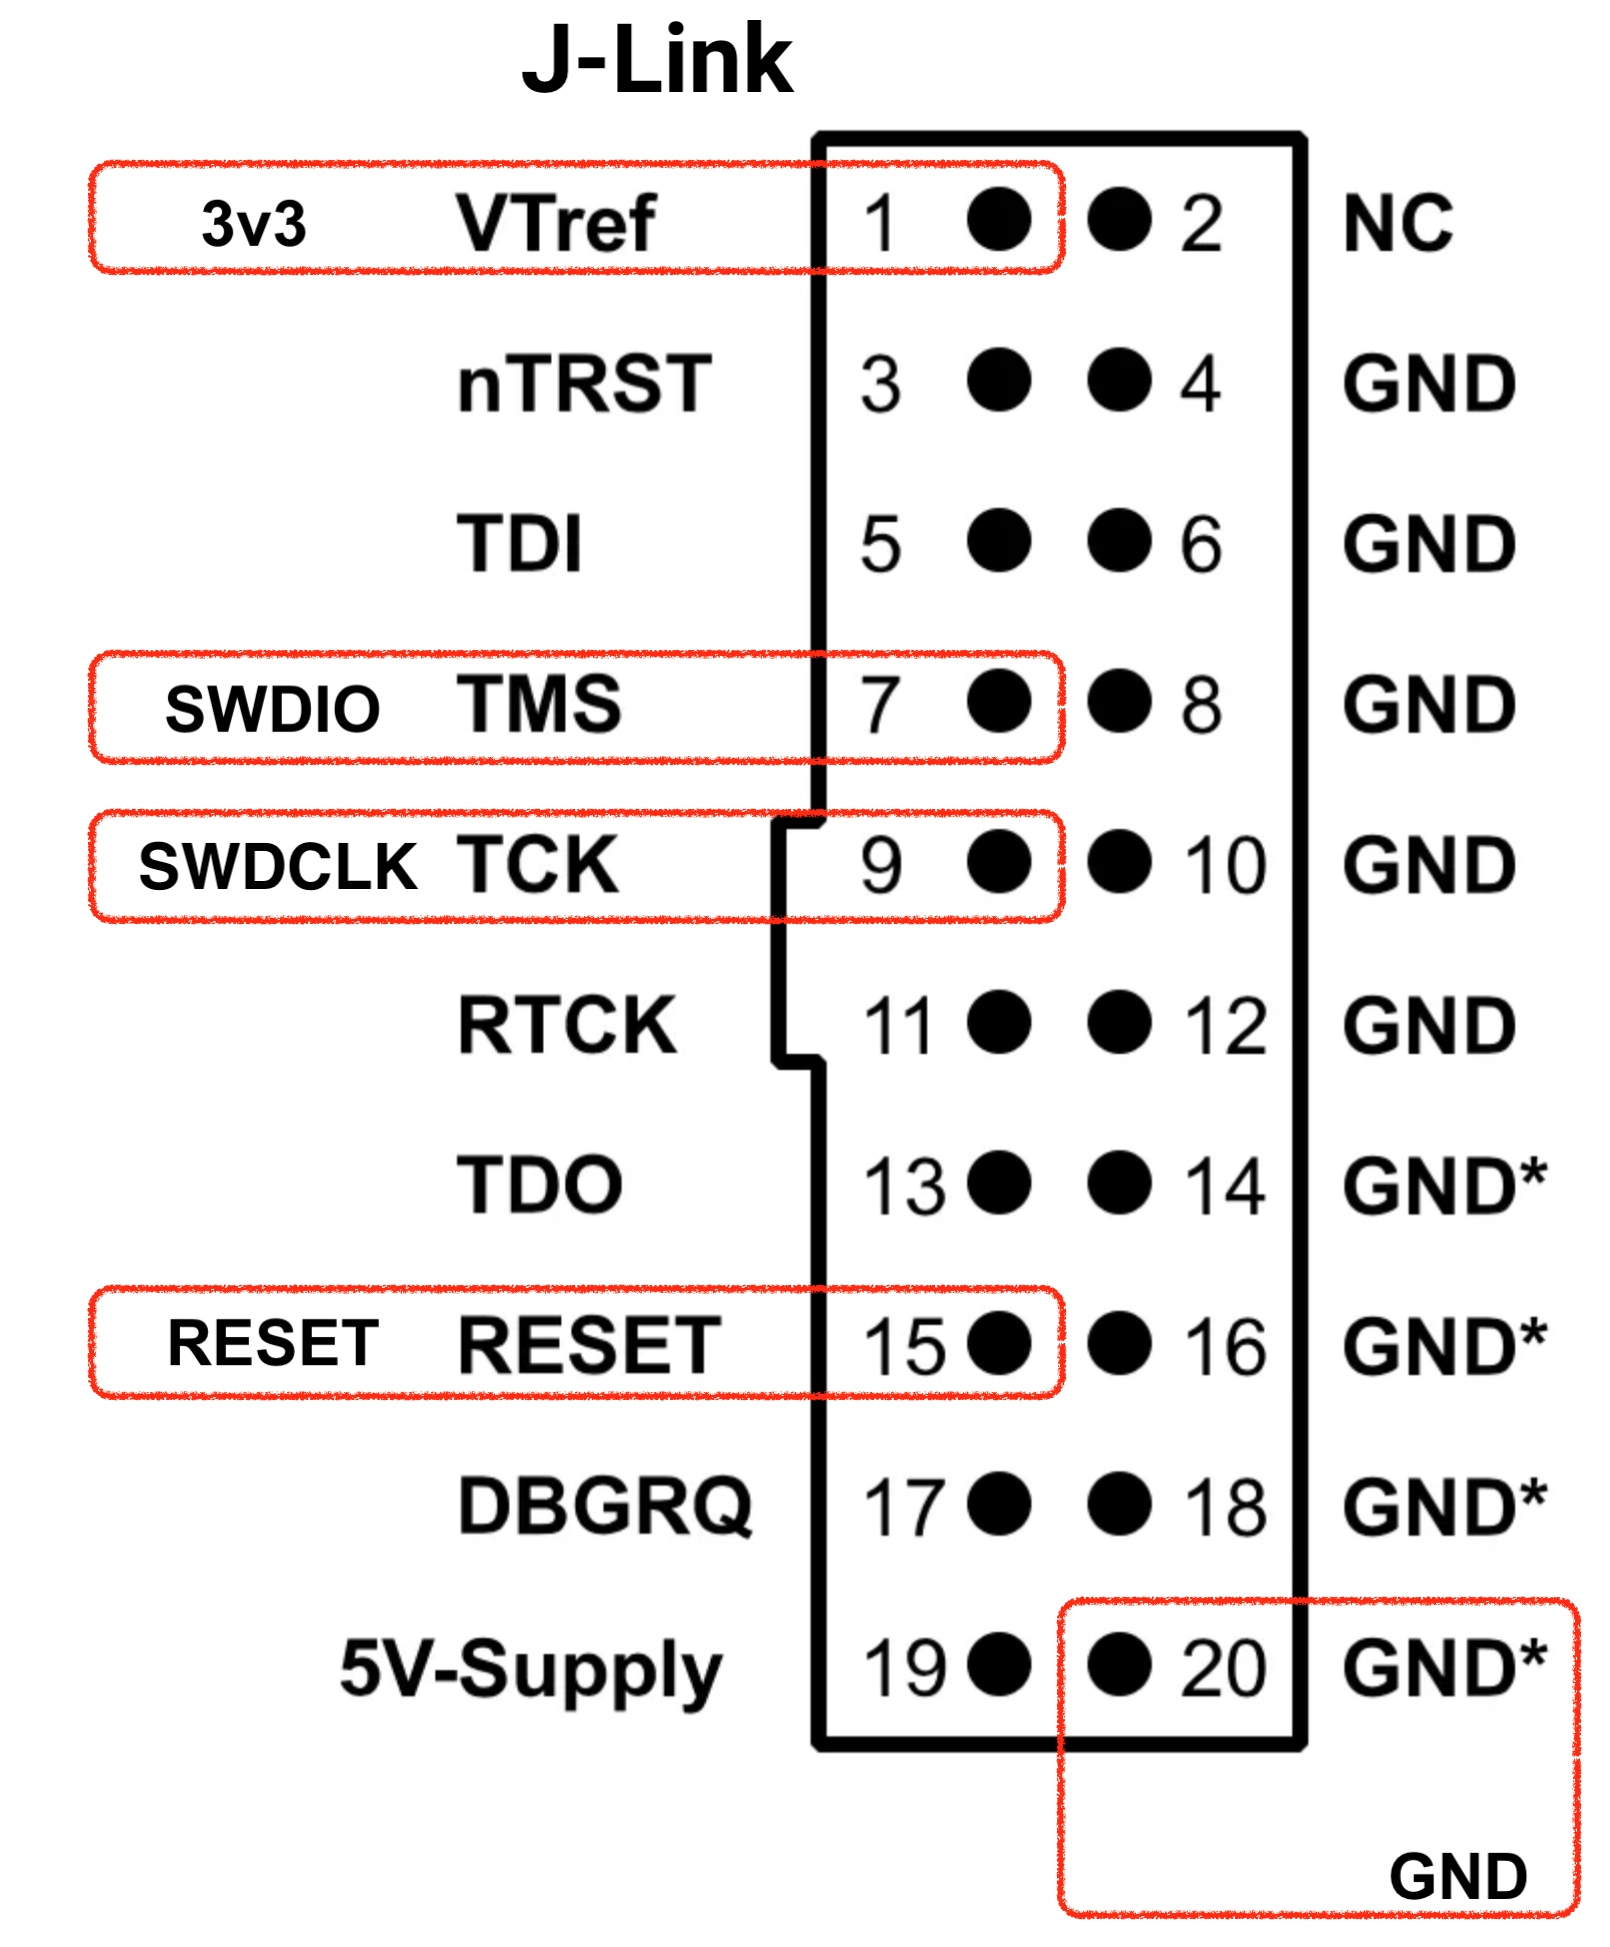 J-Link
3v3 VTref 1 2 NC
nTRST 3 4 GND
TDI 5 6 GND
SWDIO TMS 7 8 GND
SWDCLK TCK 9 10 GND
RTCK 11 12 GND
TDO 13 14 GND*
RESET RESET 15 16 GND*
DBGRQ 17 18 GND*
5V-Supply 19 20 GND*
GND